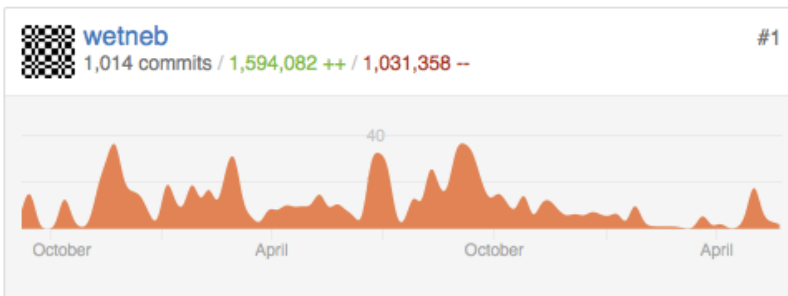 wetneb
#1
1,014 commits / 1,594,082 ++ / 1,031,358 --
40
October April October April